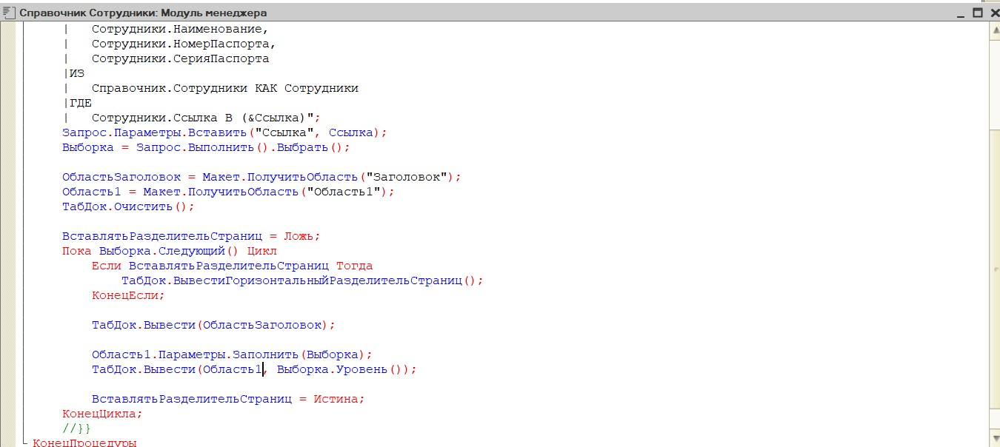 Справочник Сотрудники: Модуль менеджера
|   Сотрудники.Наименование,
|   Сотрудники.НомерПаспорта,
|   Сотрудники.СерияПаспорта
|ИЗ
|   Справочник.Сотрудники КАК Сотрудники
|ГДЕ
|   Сотрудники.Ссылка В (&Ссылка)";
Запрос.Параметры.Вставить("Ссылка", Ссылка);
Выборка = Запрос.Выполнить().Выбрать();
ОбластьЗаголовок = Макет.ПолучитьОбласть("Заголовок");
Область1 = Макет.ПолучитьОбласть("Область1");
ТабДок.Очистить();
ВставлятьРазделительСтраниц = Ложь;
Пока Выборка.Следующий() Цикл
Если ВставлятьРазделительСтраниц Тогда
ТабДок.ВывестиГоризонтальныйРазделительСтраниц();
КонецЕсли;
ТабДок.Вывести(ОбластьЗаголовок);
Область1.Параметры.Заполнить(Выборка);
ТабДок.Вывести(Область1, Выборка.Уровень());
ВставлятьРазделительСтраниц = Истина;
КонецЦикла;
//}}
КонецПроцедуры